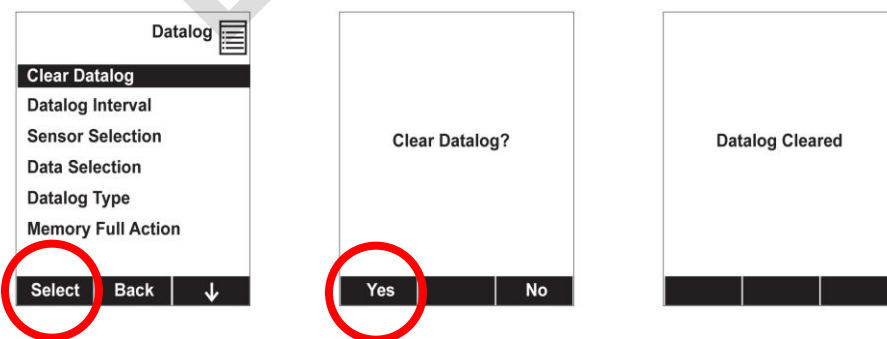 Datalog
Clear Datalog
Datalog Interval
Sensor Selection
Data Selection
Datalog Type
Memory Full Action
Select Back ↓
Clear Datalog?
Yes No
Datalog Cleared